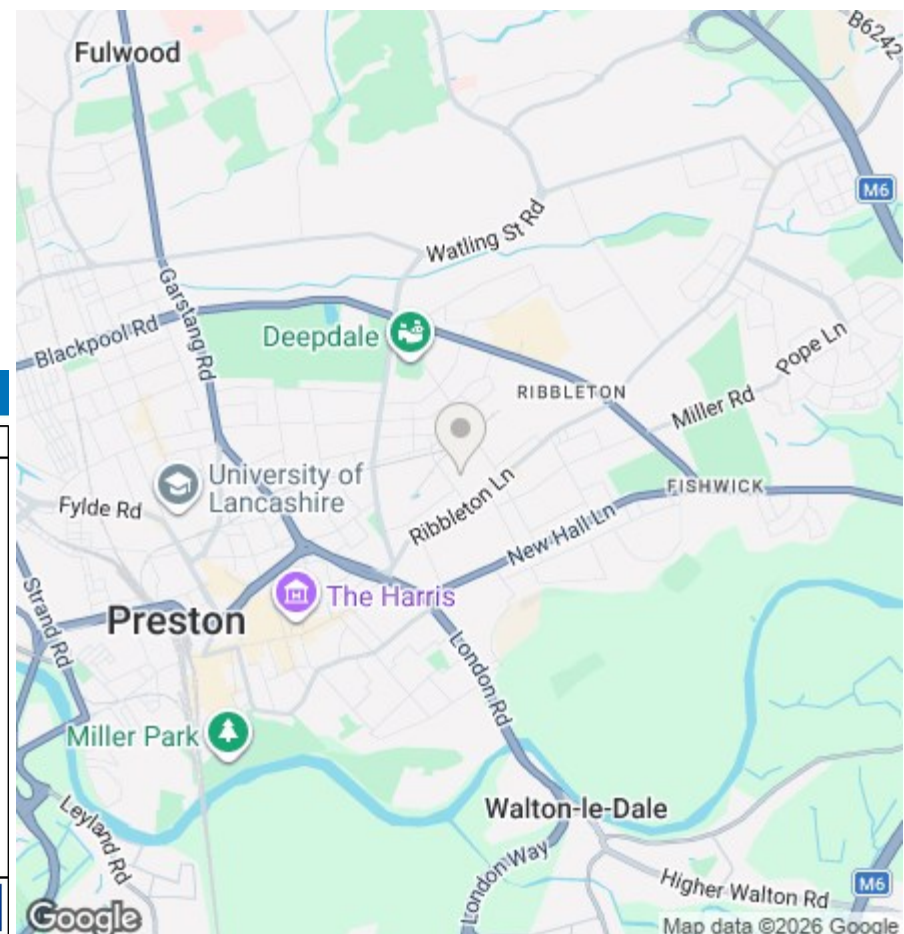 Fulwood
B6242
M6
Watling St Rd
Garstang Rd
Blackpool Rd
Deepdale
RIBBLETON
Pope Ln
Miller Rd
University of
Lancashire
Fylde Rd
Ribbleton Ln
FISHWICK
New Hall Ln
The Harris
Preston
Strand Rd
London Rd
Miller Park
Leyland Rd
Walton-le-Dale
London Way
Higher Walton Rd
M6
Google
Map data ©2026 Google